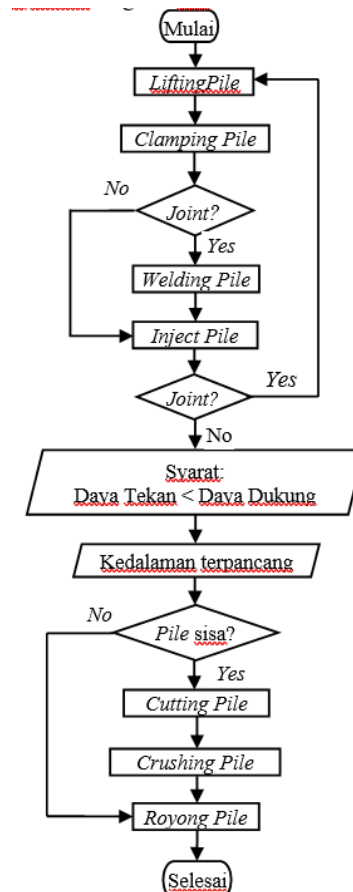 Mulai
LiftingPile
Clamping Pile
No
Joint?
Yes
Welding Pile
Inject Pile
Joint?
Yes
No
Syarat:
Daya Tekan < Daya Dukung
Kedalaman terpancang
No
Pile sisa?
Yes
Cutting Pile
Crushing Pile
Royong Pile
Selesai